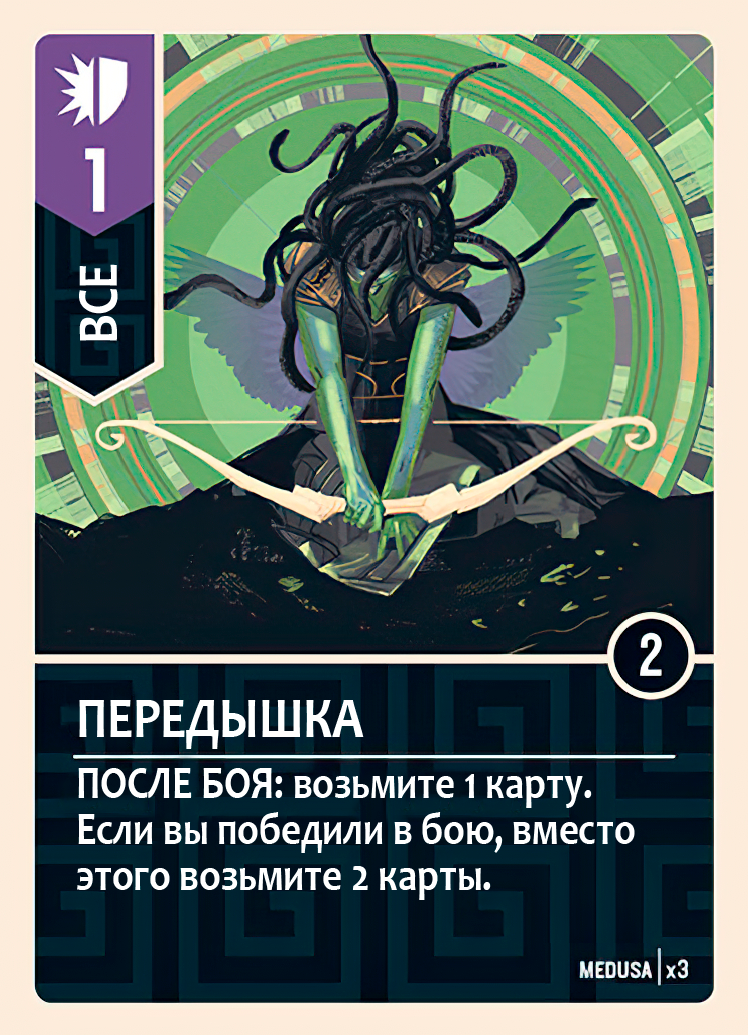 1
ВСЕ
2
ПЕРЕДЫШКА
ПОСЛЕ БОЯ: возьмите 1 карту.
Если вы победили в бою, вместо
этого возьмите 2 карты.
MEDUSA | x3